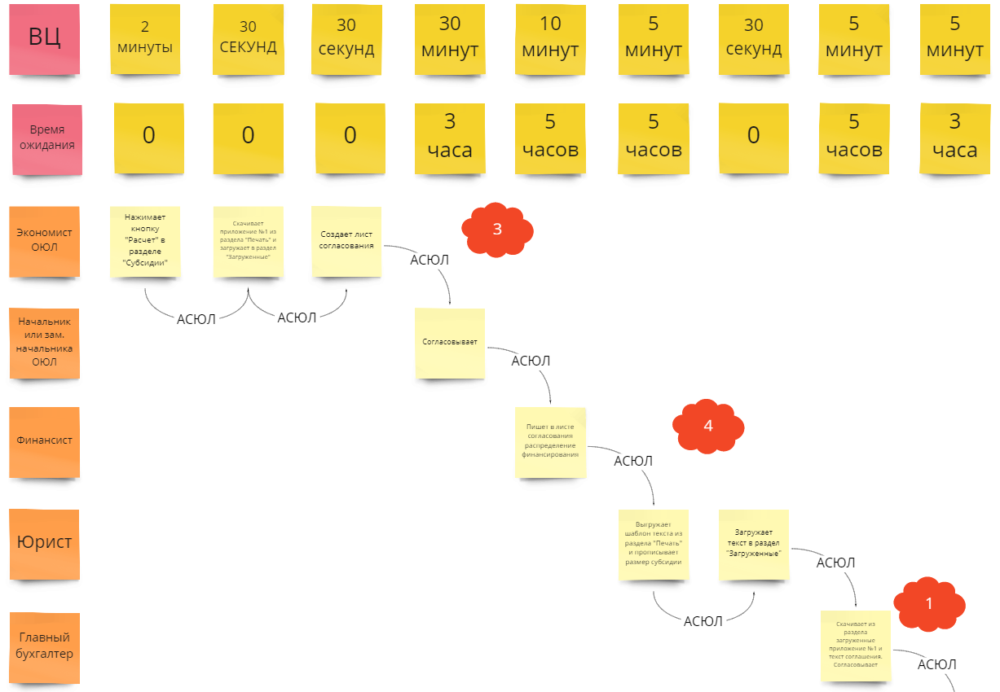 ВЦ
2
минуты
30
СЕКУНД
30
секунд
30
минут
10
минут
5
минут
30
секунд
5
минут
5
минут
Время
ожидания
0
0
0
3
часа
5
часов
5
часов
0
5
часов
3
часа
Экономист
ОЮЛ
Нажимает
кнопку
"Расчет" в
разделе
"Субсидии"
Скачивает
приложение №1 из
раздела "Печать" и
загружает в раздел
"Загруженные"
Создает лист
согласования
3
АСЮЛ
АСЮЛ
АСЮЛ
Начальник
или зам.
начальника
ОЮЛ
Согласовывает
АСЮЛ
Финансист
Пишет в листе
согласования
распределение
финансирования
4
АСЮЛ
Юрист
Выгружает
шаблон текста из
раздела "Печать"
и прописывает
размер субсидии
Загружает
текст в раздел
"Загруженные"
АСЮЛ
АСЮЛ
1
Главный
бухгалтер
Скачивает из
раздела
загруженные
приложение №1 и
текст соглашения.
Согласовывает
АСЮЛ